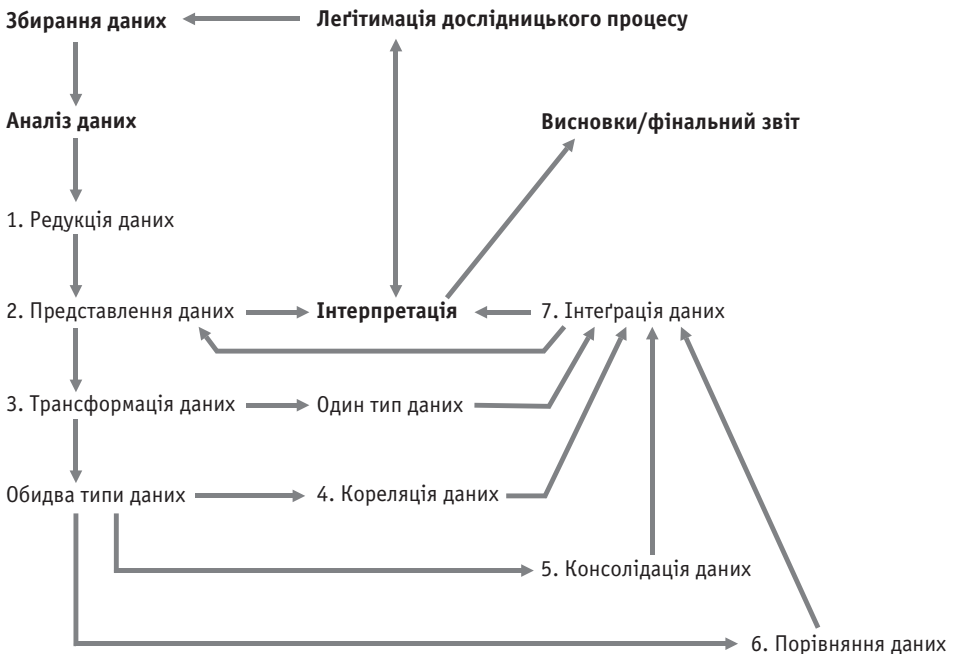 Збирання даних
Леґітимація дослідницького процесу
Аналіз даних
Висновки/фінальний звіт
1. Редукція даних
2. Представлення даних
Інтерпретація
7. Інтеґрація даних
3. Трансформація даних
Один тип даних
Обидва типи даних
4. Кореляція даних
5. Консолідація даних
6. Порівняння даних